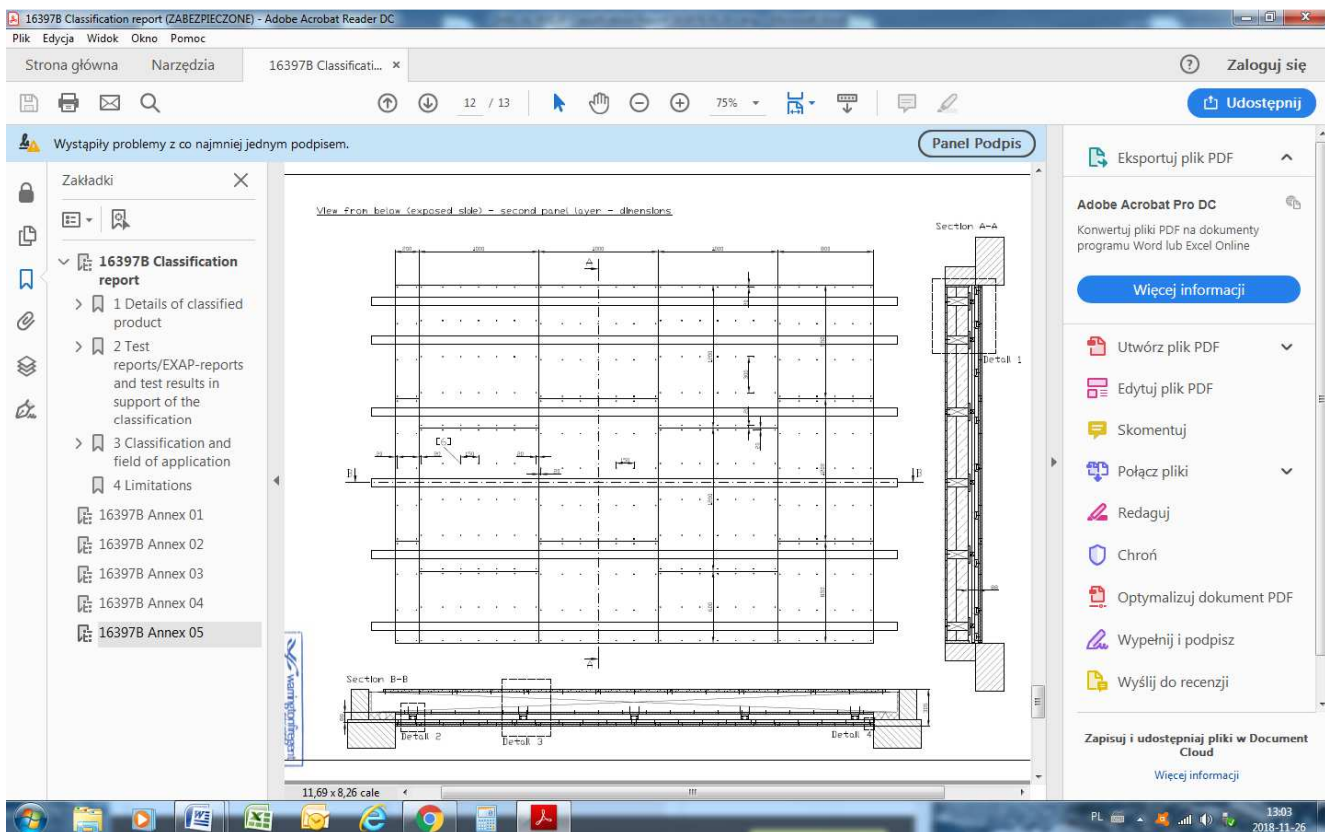 16397B Classification report (ZABEZPIECZONE) - Adobe Acrobat Reader DC
Plik Edycja Widok Okno Pomoc
Strona główna Narzędzia 16397B Classificati... × ? Zaloguj się
12 / 13 75% Udostępnij
Wystąpiły problemy z co najmniej jednym podpisem. Panel Podpis
Zakładki
16397B Classification
report
1 Details of classified
product
2 Test
reports/EXAP-reports
and test results in
support of the
classification
3 Classification and
field of application
4 Limitations
16397B Annex 01
16397B Annex 02
16397B Annex 03
16397B Annex 04
16397B Annex 05
View from below (exposed side) - second panel layer - dimensions
Section A-A
A
Detail 1
[6]
B B
A
Section B-B
Detail 2
Detail 3
Detail 4
warringtonfiregent
11,69 x 8,26 cale
Eksportuj plik PDF
Adobe Acrobat Pro DC
Konwertuj pliki PDF na dokumenty
programu Word lub Excel Online
Więcej informacji
Utwórz plik PDF
Edytuj plik PDF
Skomentuj
Połącz pliki
Redaguj
Chroń
Optymalizuj dokument PDF
Wypełnij i podpisz
Wyślij do recenzji
Zapisuj i udostępniaj pliki w Document
Cloud
Więcej informacji
PL 13:03
2018-11-26